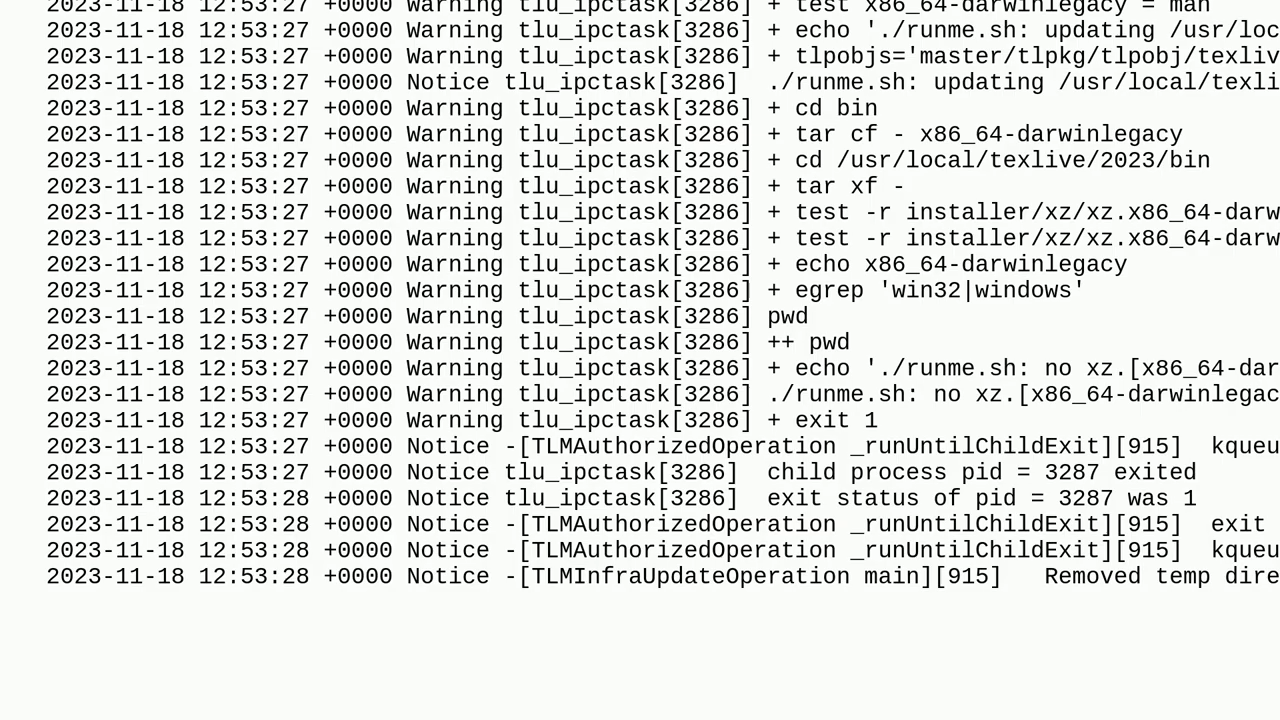 2023-11-18 12:53:27 +0000 Warning tlu_ipctask[3286] + test x86_64-darwinlegacy = man
2023-11-18 12:53:27 +0000 Warning tlu_ipctask[3286] + echo './runme.sh: updating /usr/loc
2023-11-18 12:53:27 +0000 Warning tlu_ipctask[3286] + tlpobjs='master/tlpkg/tlpobj/texliv
2023-11-18 12:53:27 +0000 Notice tlu_ipctask[3286]  ./runme.sh: updating /usr/local/texli
2023-11-18 12:53:27 +0000 Warning tlu_ipctask[3286] + cd bin
2023-11-18 12:53:27 +0000 Warning tlu_ipctask[3286] + tar cf - x86_64-darwinlegacy
2023-11-18 12:53:27 +0000 Warning tlu_ipctask[3286] + cd /usr/local/texlive/2023/bin
2023-11-18 12:53:27 +0000 Warning tlu_ipctask[3286] + tar xf -
2023-11-18 12:53:27 +0000 Warning tlu_ipctask[3286] + test -r installer/xz/xz.x86_64-darw
2023-11-18 12:53:27 +0000 Warning tlu_ipctask[3286] + test -r installer/xz/xz.x86_64-darw
2023-11-18 12:53:27 +0000 Warning tlu_ipctask[3286] + echo x86_64-darwinlegacy
2023-11-18 12:53:27 +0000 Warning tlu_ipctask[3286] + egrep 'win32|windows'
2023-11-18 12:53:27 +0000 Warning tlu_ipctask[3286] pwd
2023-11-18 12:53:27 +0000 Warning tlu_ipctask[3286] ++ pwd
2023-11-18 12:53:27 +0000 Warning tlu_ipctask[3286] + echo './runme.sh: no xz.[x86_64-dar
2023-11-18 12:53:27 +0000 Warning tlu_ipctask[3286] ./runme.sh: no xz.[x86_64-darwinlegac
2023-11-18 12:53:27 +0000 Warning tlu_ipctask[3286] + exit 1
2023-11-18 12:53:27 +0000 Notice -[TLMAuthorizedOperation _runUntilChildExit][915]  kqueu
2023-11-18 12:53:27 +0000 Notice tlu_ipctask[3286]  child process pid = 3287 exited
2023-11-18 12:53:28 +0000 Notice tlu_ipctask[3286]  exit status of pid = 3287 was 1
2023-11-18 12:53:28 +0000 Notice -[TLMAuthorizedOperation _runUntilChildExit][915]  exit
2023-11-18 12:53:28 +0000 Notice -[TLMAuthorizedOperation _runUntilChildExit][915]  kqueu
2023-11-18 12:53:28 +0000 Notice -[TLMInfraUpdateOperation main][915]   Removed temp dire